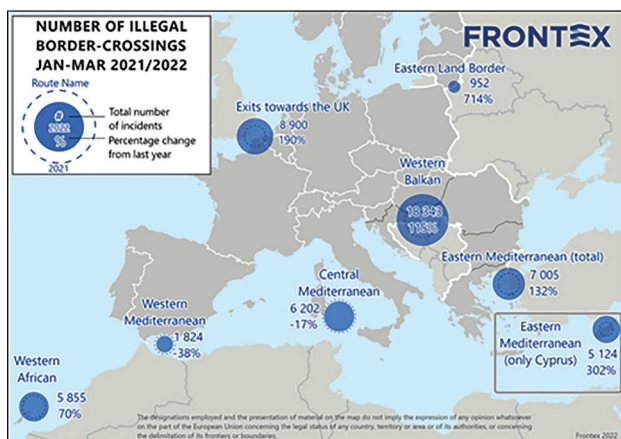 NUMBER OF ILLEGAL
BORDER-CROSSINGS
JAN-MAR 2021/2022
Route Name
#
2022
%
Total number
of incidents
Percentage change
from last year
2021
FRONTEX
Eastern Land Border
952
714%
Exits towards the UK
8 900
190%
Western
Balkan
18 343
115%
Eastern Mediterranean (total)
7 005
132%
Central
Mediterranean
6 202
-17%
Western
Mediterranean
1 824
-38%
Eastern
Mediterranean
(only Cyprus)
5 124
302%
Western
African
5 855
70%
The designations employed and the presentation of material on the map do not imply the expression of any opinion whatsoever
on the part of the European Union concerning the legal status of any country, territory or area or of its authorities, or concerning
the delimitation of its frontiers or boundaries.
Frontex 2022